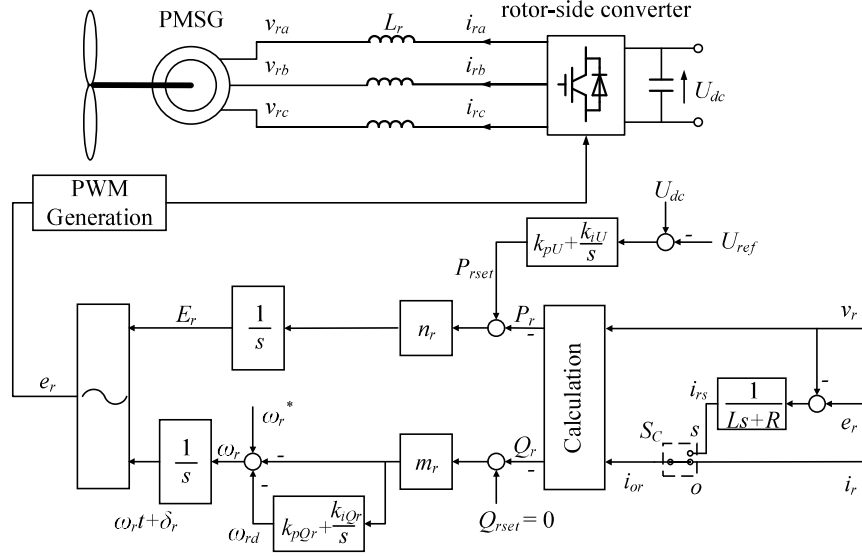 PMSG
rotor-side converter
v_ra
L_r
i_ra
v_rb
i_rb
v_rc
i_rc
U_dc
PWM
Generation
U_dc
k_pU + k_iU/s
-
U_ref
P_rset
E_r
1/s
n_r
P_r
-
v_r
Calculation
-
i_rs
1/(Ls+R)
e_r
e_r
ω_r*
S_C
s
ω_r
1/s
-
m_r
Q_r
-
-
i_or
o
i_r
ω_r t+δ_r
ω_rd
k_pQr + k_iQr/s
Q_rset = 0